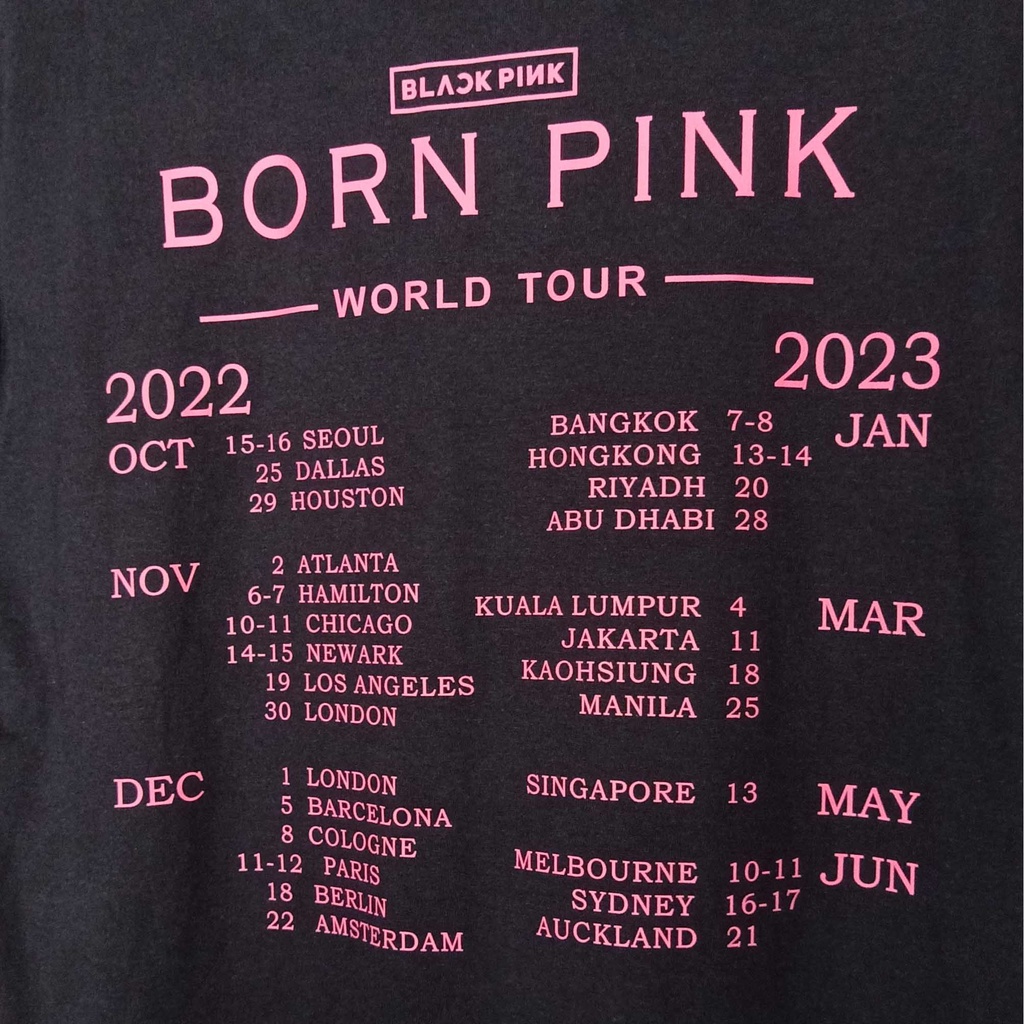 BLACKPINK
BORN PINK
WORLD TOUR
2022
OCT 15-16 SEOUL
25 DALLAS
29 HOUSTON
NOV 2 ATLANTA
6-7 HAMILTON
10-11 CHICAGO
14-15 NEWARK
19 LOS ANGELES
30 LONDON
DEC 1 LONDON
5 BARCELONA
8 COLOGNE
11-12 PARIS
18 BERLIN
22 AMSTERDAM
2023
BANGKOK 7-8 JAN
HONGKONG 13-14
RIYADH 20
ABU DHABI 28
KUALA LUMPUR 4 MAR
JAKARTA 11
KAOHSIUNG 18
MANILA 25
SINGAPORE 13 MAY
MELBOURNE 10-11 JUN
SYDNEY 16-17
AUCKLAND 21